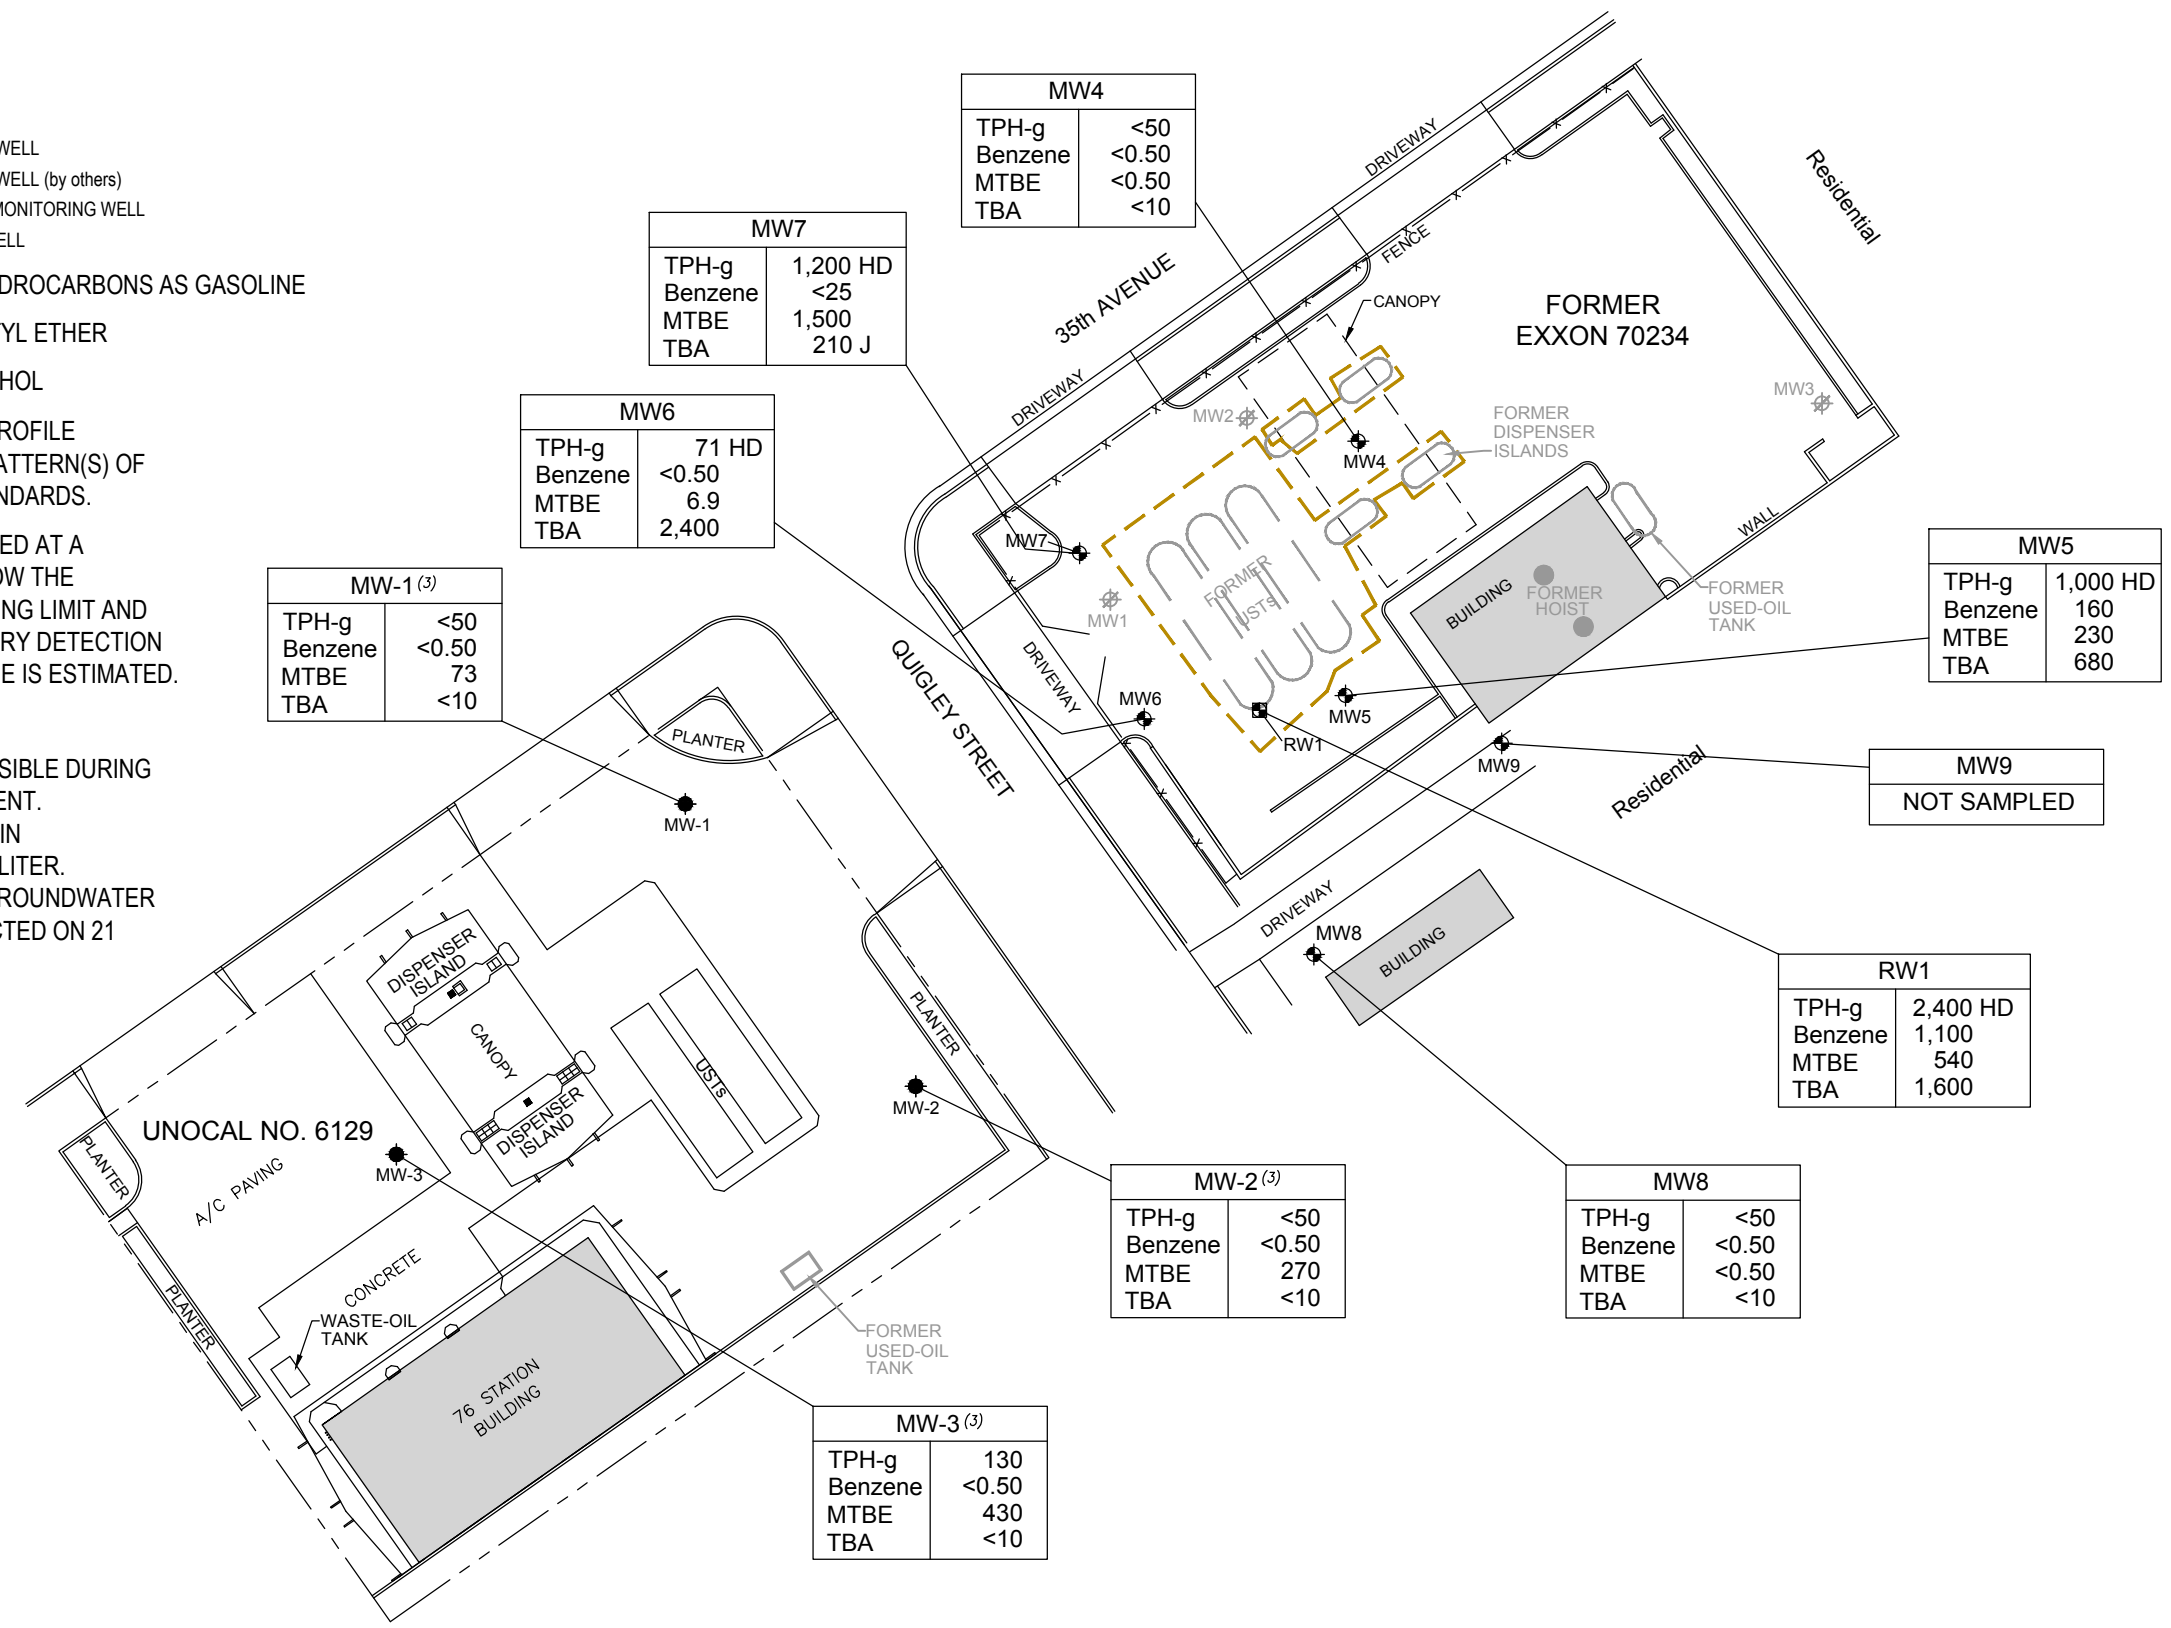 WELL
WELL (by others)
MONITORING WELL
ELL
DROCARBONS AS GASOLINE
TYL ETHER
HOL
ROFILE
ATTERN(S) OF
NDARDS.
ED AT A
OW THE
NG LIMIT AND
RY DETECTION
E IS ESTIMATED.
SIBLE DURING
ENT.
IN
LITER.
ROUNDWATER
CTED ON 21
MW4
TPH-g <50
Benzene <0.50
MTBE <0.50
TBA <10
MW7
TPH-g 1,200 HD
Benzene <25
MTBE 1,500
TBA 210 J
MW6
TPH-g 71 HD
Benzene <0.50
MTBE 6.9
TBA 2,400
MW-1 (3)
TPH-g <50
Benzene <0.50
MTBE 73
TBA <10
35th AVENUE
DRIVEWAY
DRIVEWAY
FENCE
CANOPY
FORMER
EXXON 70234
Residential
MW2
MW3
MW4
FORMER
DISPENSER
ISLANDS
MW7
MW1
FORMER
USTs
BUILDING
FORMER
HOIST
FORMER
USED-OIL
TANK
WALL
MW5
TPH-g 1,000 HD
Benzene 160
MTBE 230
TBA 680
QUIGLEY STREET
DRIVEWAY
MW6
MW5
RW1
MW9
Residential
MW9
NOT SAMPLED
PLANTER
MW-1
DRIVEWAY
MW8
BUILDING
RW1
TPH-g 2,400 HD
Benzene 1,100
MTBE 540
TBA 1,600
DISPENSER
ISLAND
CANOPY
DISPENSER
ISLAND
USTs
PLANTER
MW-2
UNOCAL NO. 6129
MW-3
PLANTER
A/C PAVING
PLANTER
CONCRETE
WASTE-OIL
TANK
76 STATION
BUILDING
FORMER
USED-OIL
TANK
MW-2 (3)
TPH-g <50
Benzene <0.50
MTBE 270
TBA <10
MW8
TPH-g <50
Benzene <0.50
MTBE <0.50
TBA <10
MW-3 (3)
TPH-g 130
Benzene <0.50
MTBE 430
TBA <10